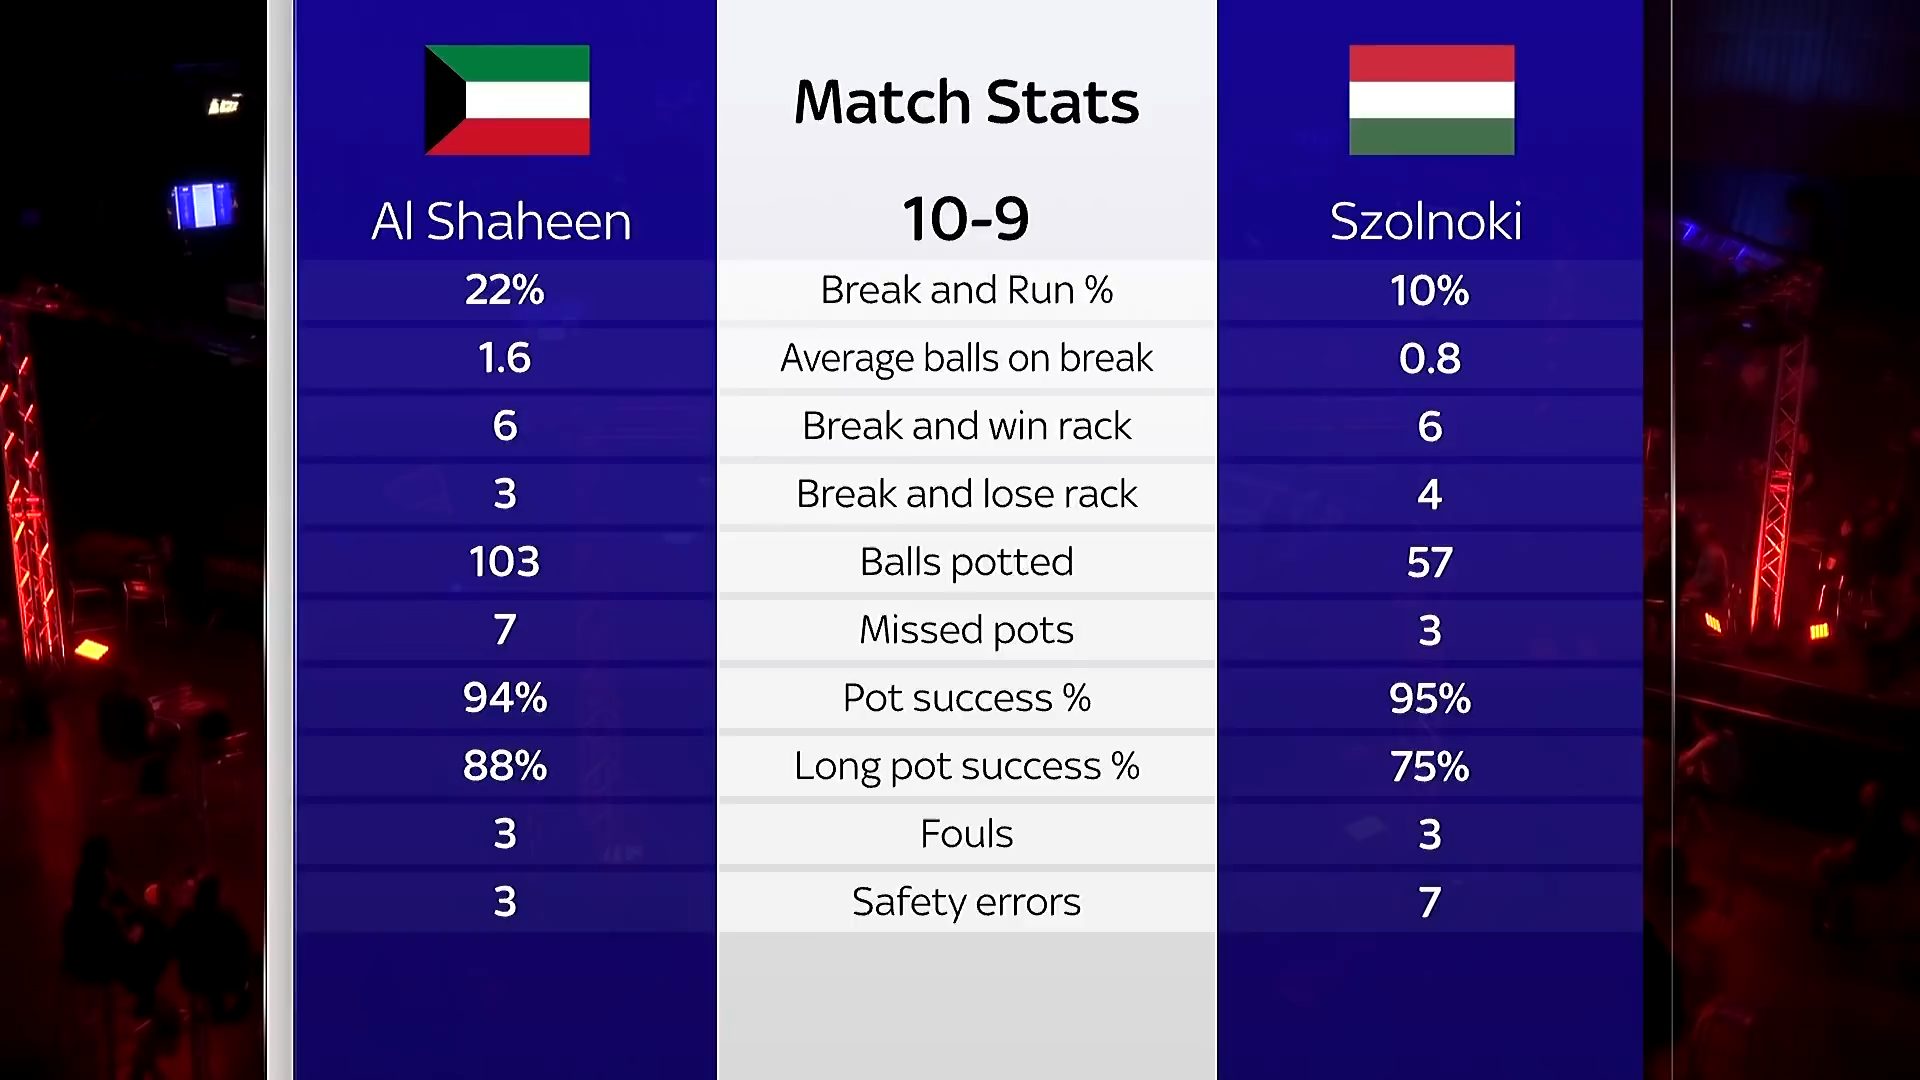 Match Stats
Al Shaheen 10-9 Szolnoki
22% Break and Run % 10%
1.6 Average balls on break 0.8
6 Break and win rack 6
3 Break and lose rack 4
103 Balls potted 57
7 Missed pots 3
94% Pot success % 95%
88% Long pot success % 75%
3 Fouls 3
3 Safety errors 7